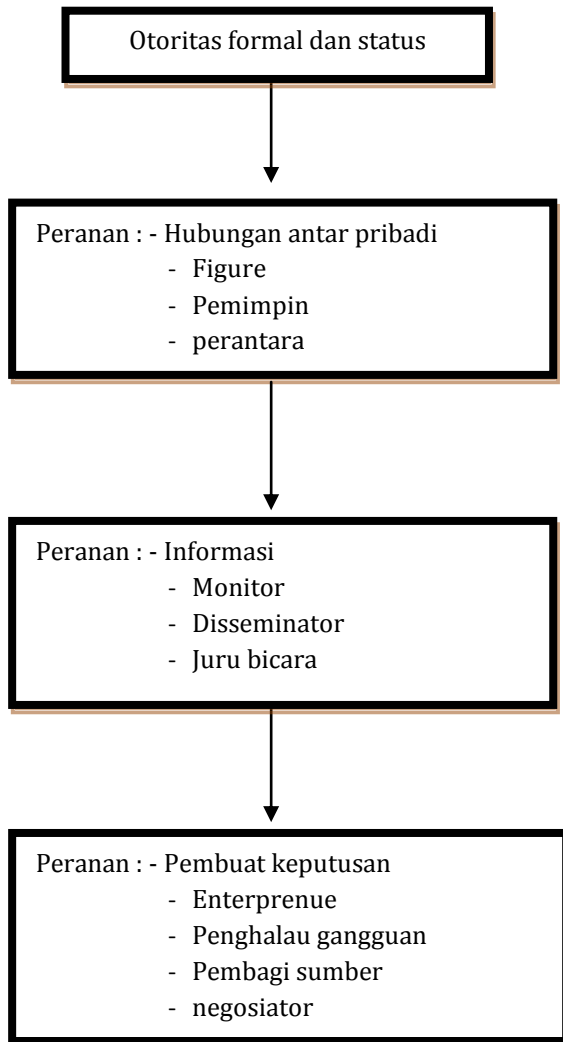 Otoritas formal dan status
Peranan : - Hubungan antar pribadi
- Figure
- Pemimpin
- perantara
Peranan : - Informasi
- Monitor
- Disseminator
- Juru bicara
Peranan : - Pembuat keputusan
- Enterprenue
- Penghalau gangguan
- Pembagi sumber
- negosiator